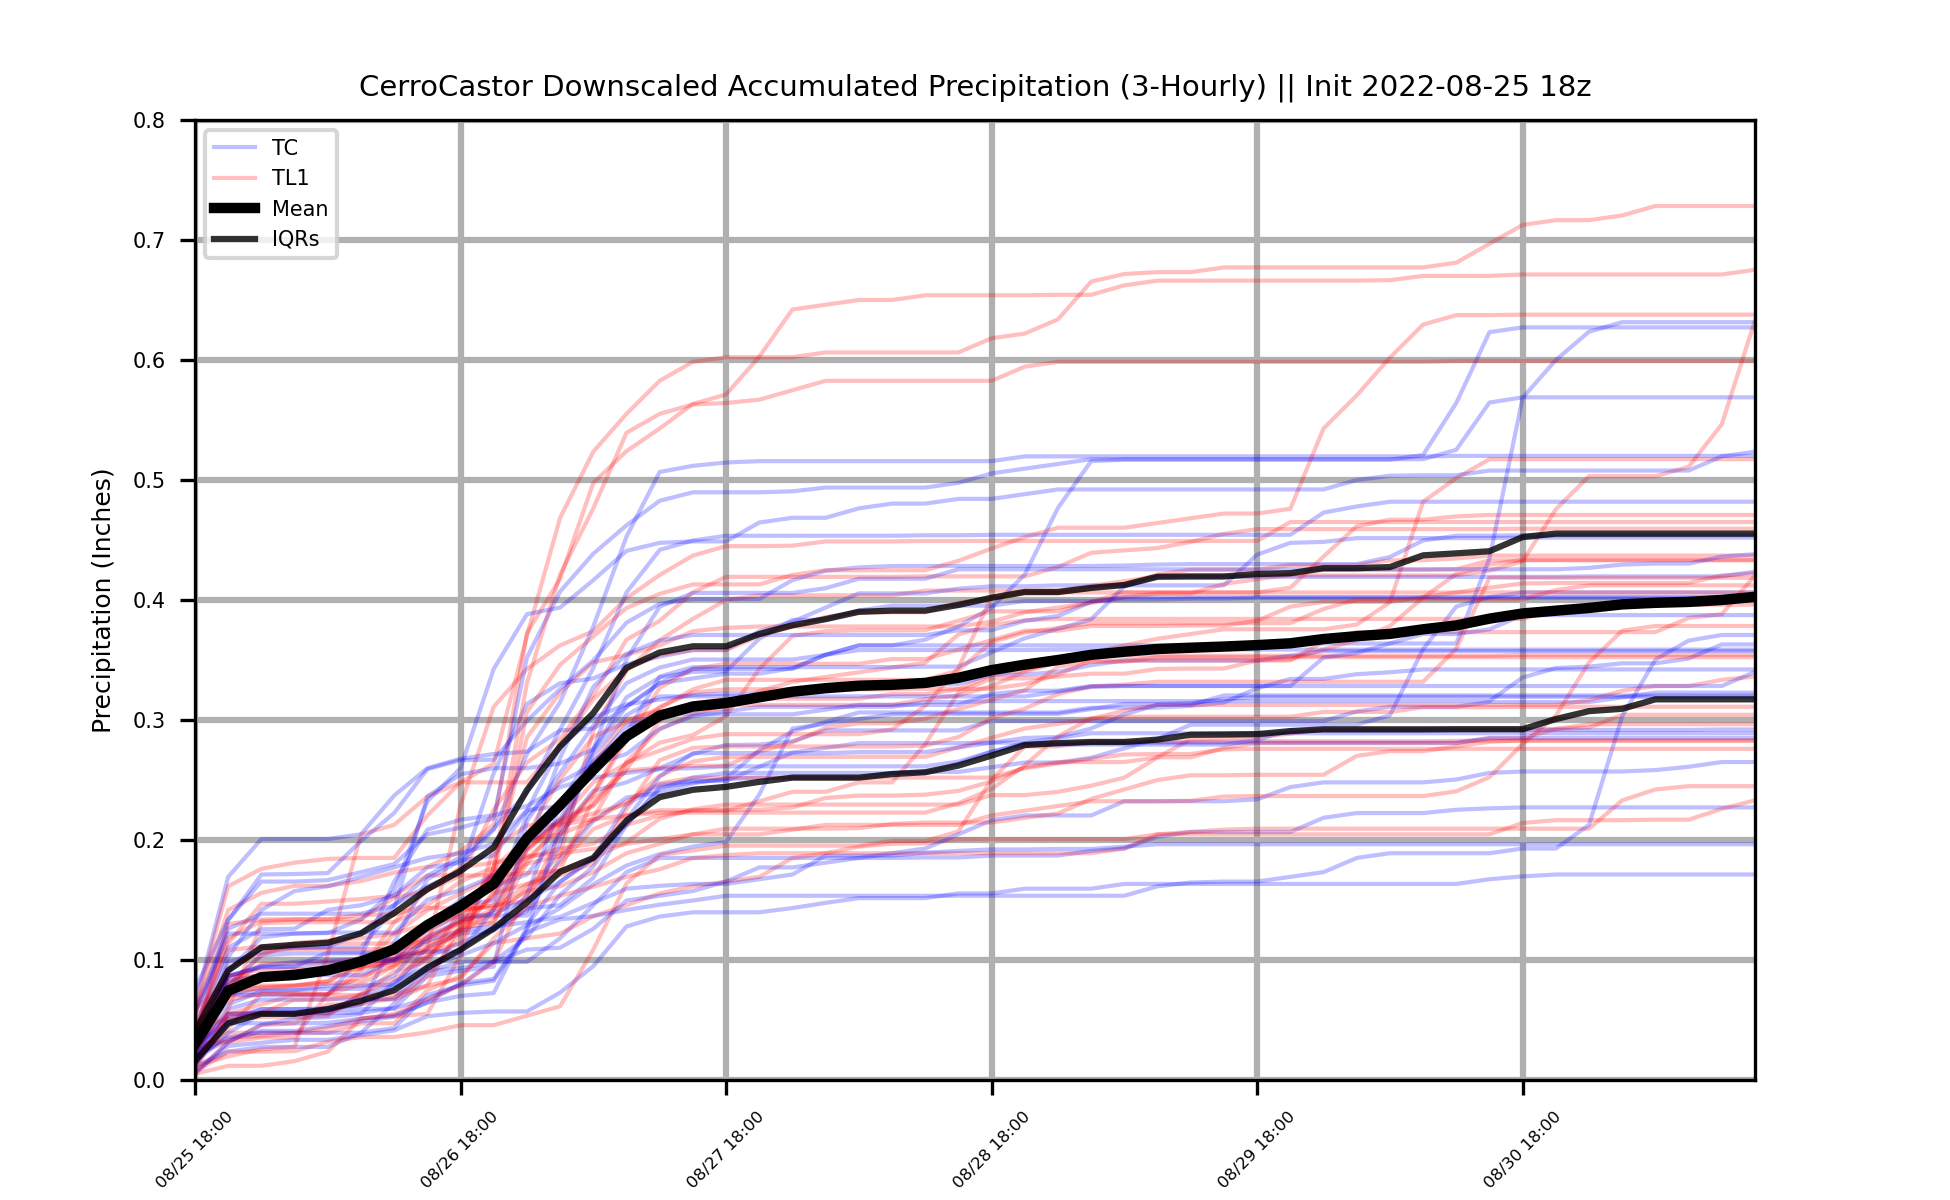 CerroCastor Downscaled Accumulated Precipitation (3-Hourly) || Init 2022-08-25 18z
Precipitation (Inches)
0.8
0.7
0.6
0.5
0.4
0.3
0.2
0.1
0.0
TC
TL1
Mean
IQRs
08/25 18:00
08/26 18:00
08/27 18:00
08/28 18:00
08/29 18:00
08/30 18:00